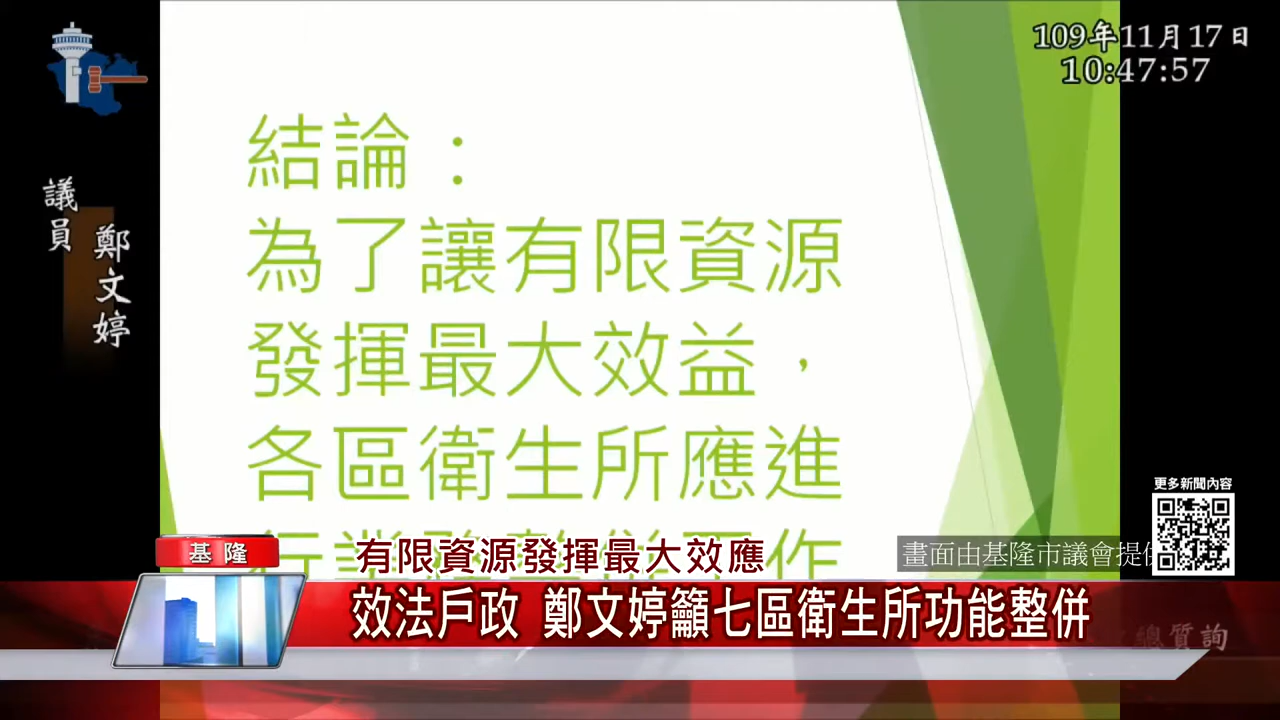 109年11月17日
10:47:57
議員
鄭文婷
結論：
為了讓有限資源
發揮最大效益，
各區衛生所應進
更多新聞內容
畫面由基隆市議會提供
基隆
有限資源發揮最大效應
效法戶政 鄭文婷籲七區衛生所功能整併
總質詢